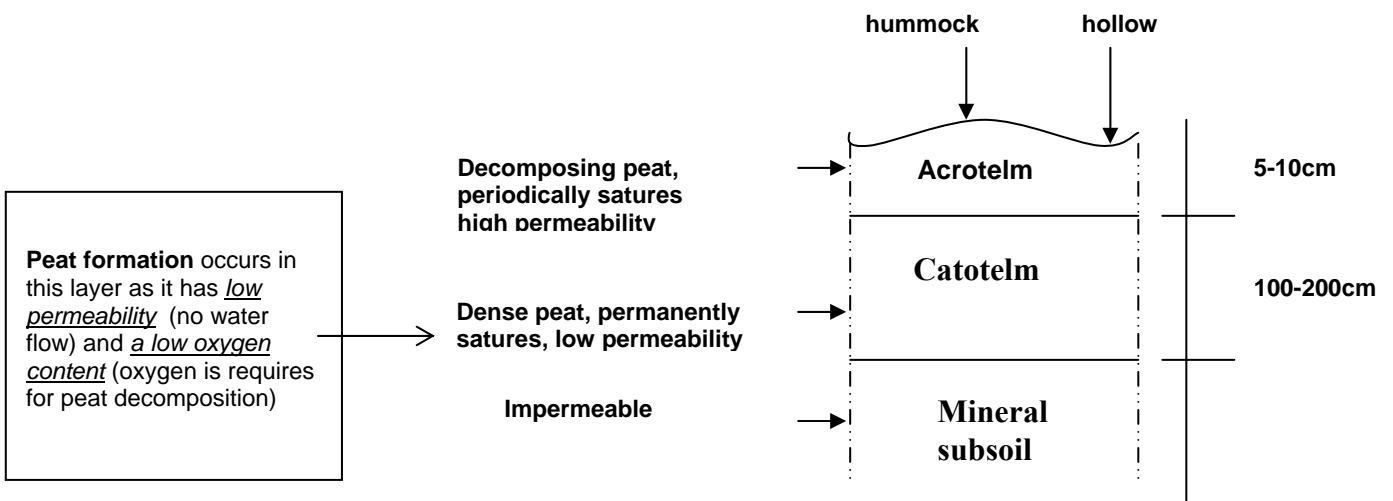 hummock hollow
Decomposing peat,
periodically satures
high permeability
Acrotelm
5-10cm
Peat formation occurs in
this layer as it has low
permeability (no water
flow) and a low oxygen
content (oxygen is requires
for peat decomposition)
Catotelm
100-200cm
Dense peat, permanently
satures, low permeability
Impermeable
Mineral
subsoil